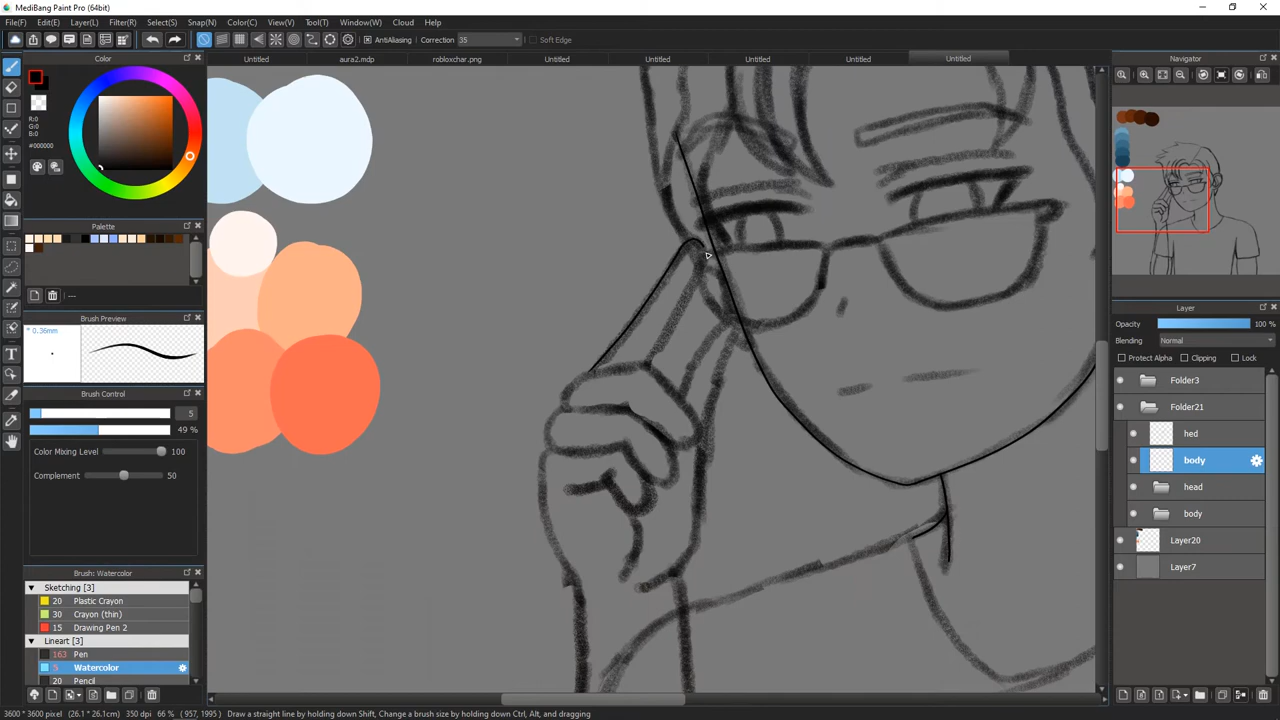 MediBang Paint Pro (64bit)
File(F) Edit(E) Layer(L) Filter(R) Select(S) Snap(N) Color(C) View(V) Tool(T) Window(W) Cloud Help
AntiAliasing Correction 35 Soft Edge
Untitled aura2.mdp robloxchar.png Untitled Untitled Untitled Untitled Untitled
Color
R:0
G:0
B:0
#000000
Palette
---
Brush Preview
* 0.36mm
Brush Control
5
49 %
Color Mixing Level 100
Complement 50
Brush: Watercolor
Sketching [3]
20 Plastic Crayon
30 Crayon (thin)
15 Drawing Pen 2
Lineart [3]
163 Pen
5 Watercolor
20 Pencil
Navigator
Layer
Opacity 100 %
Blending Normal
Protect Alpha Clipping Lock
Folder3
Folder21
hed
body
head
body
Layer20
Layer7
3600 * 3600 pixel (26.1 * 26.1cm) 350 dpi 66 % ( 957, 1995 ) Draw a straight line by holding down Shift, Change a brush size by holding down Ctrl, Alt, and dragging